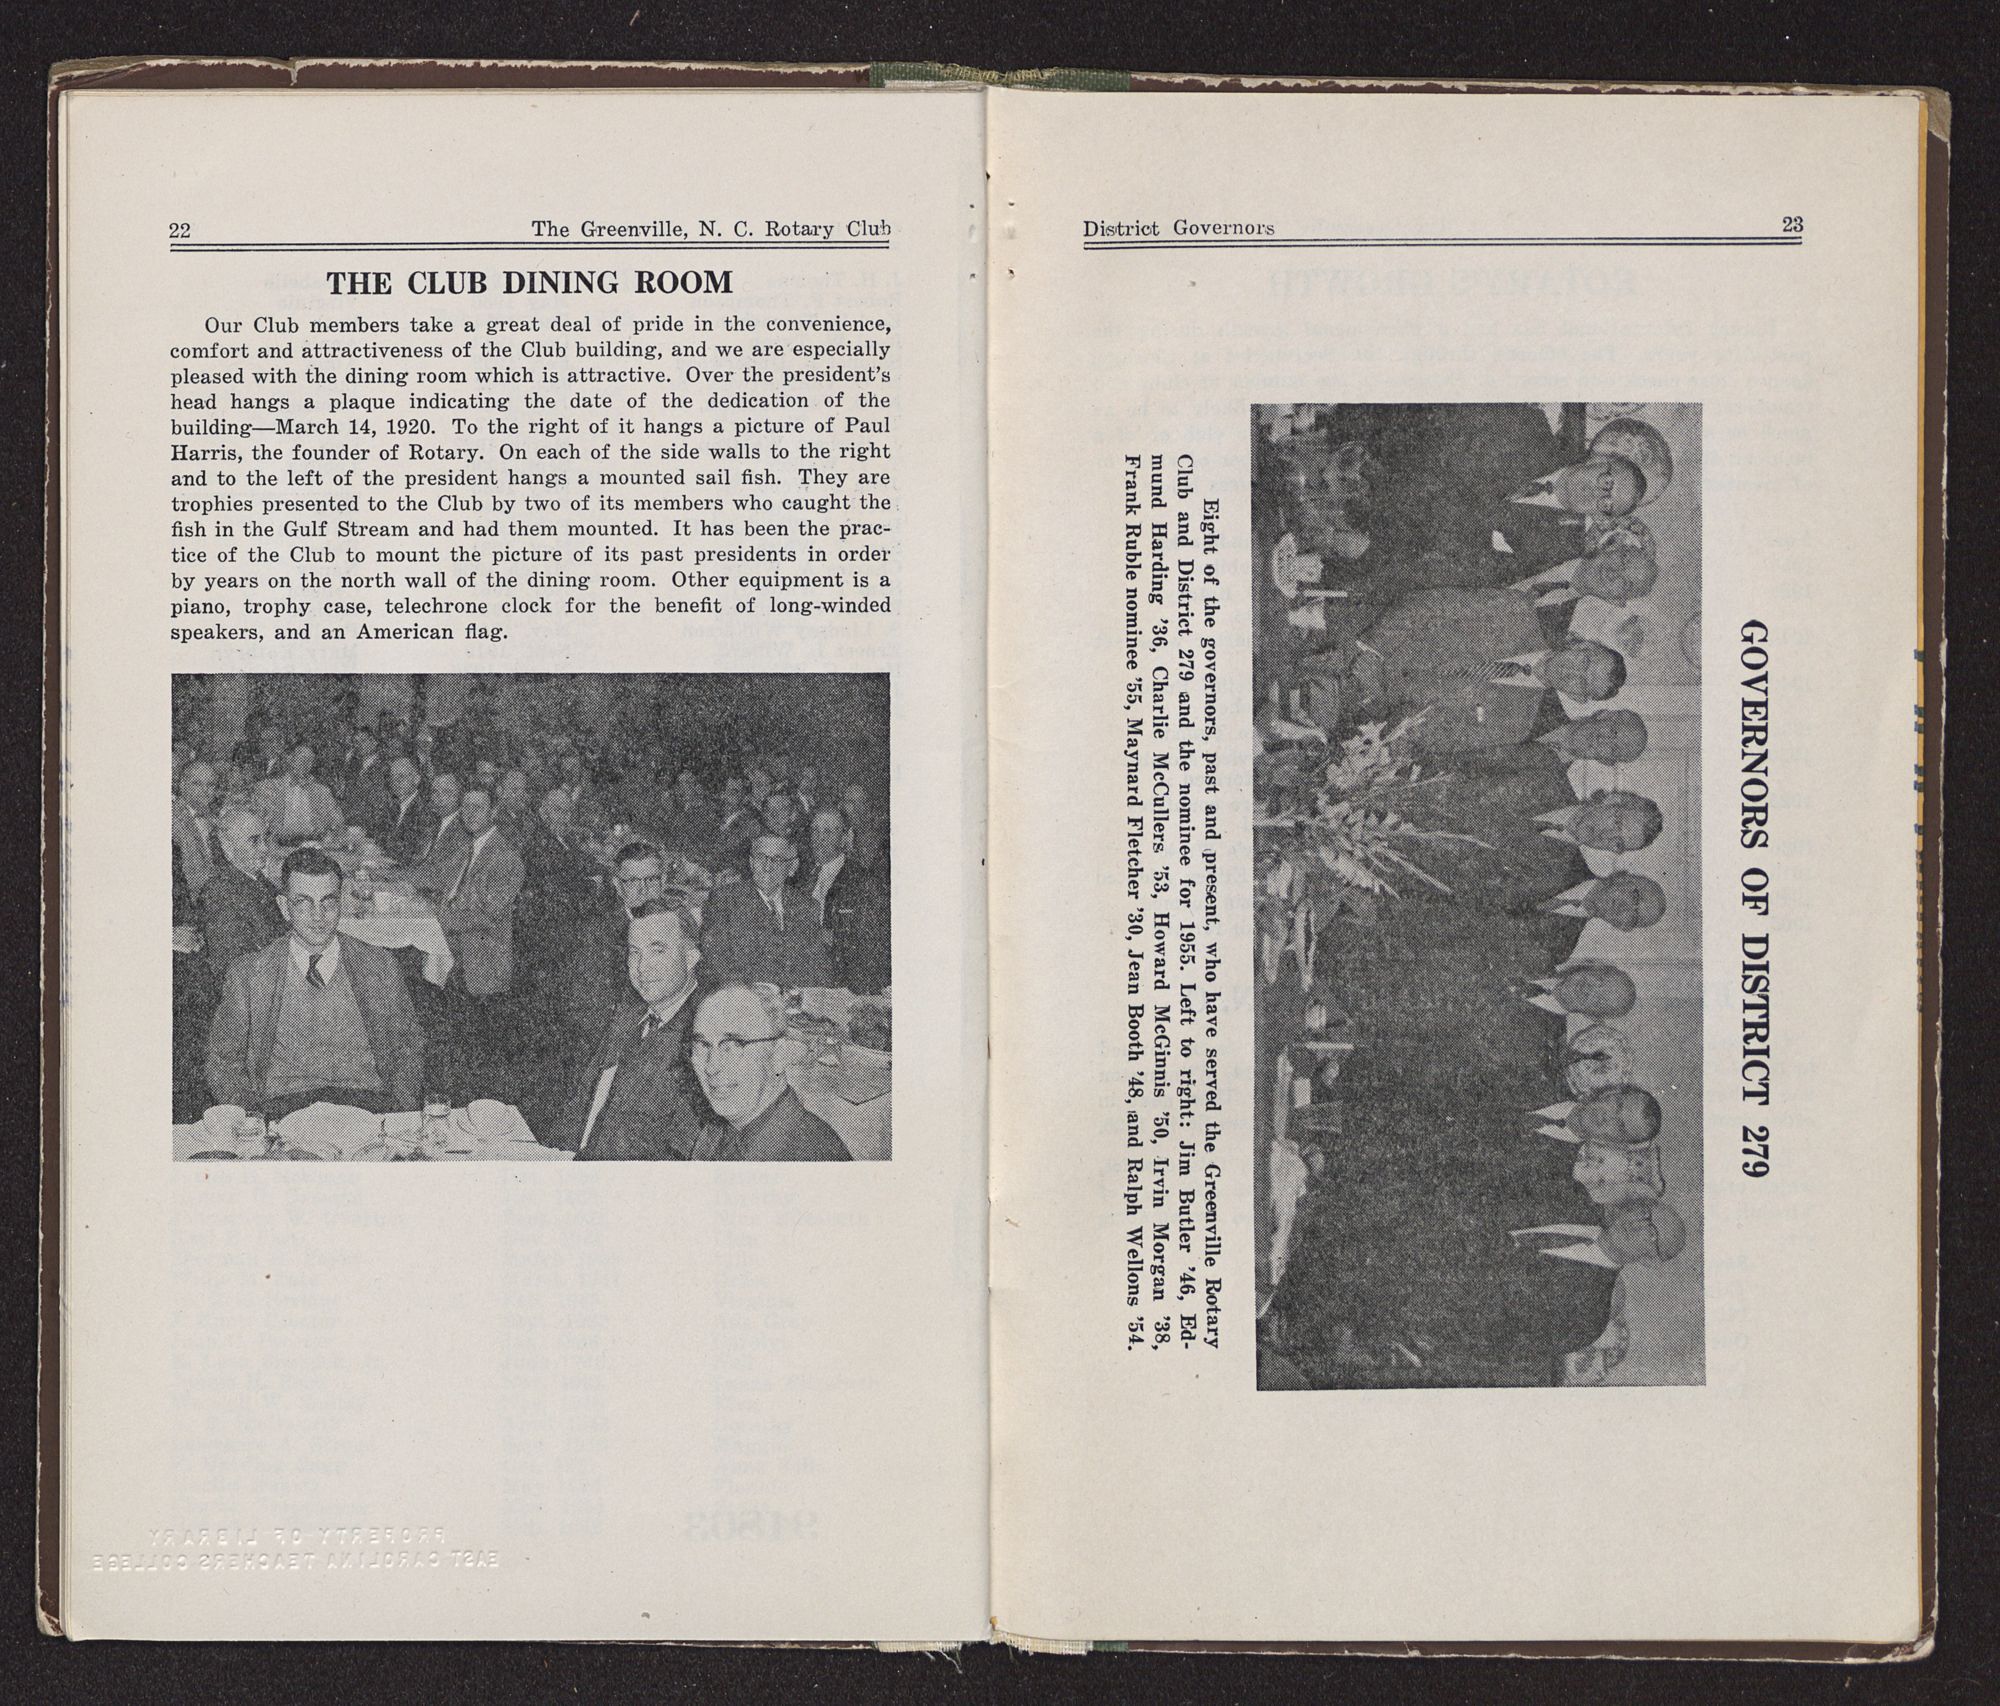 22 The Greenville, N. C. Rotary Club
THE CLUB DINING ROOM
Our Club members take a great deal of pride in the convenience,
comfort and attractiveness of the Club building, and we are especially
pleased with the dining room which is attractive. Over the president's
head hangs a plaque indicating the date of the dedication of the
building—March 14, 1920. To the right of it hangs a picture of Paul
Harris, the founder of Rotary. On each of the side walls to the right
and to the left of the president hangs a mounted sail fish. They are
trophies presented to the Club by two of its members who caught the
fish in the Gulf Stream and had them mounted. It has been the prac-
tice of the Club to mount the picture of its past presidents in order
by years on the north wall of the dining room. Other equipment is a
piano, trophy case, telechrone clock for the benefit of long-winded
speakers, and an American flag.
PROPERTY OF LIBRARY
EAST CAROLINA TEACHERS COLLEGE
District Governors 23
GOVERNORS OF DISTRICT 279
Eight of the governors, past and present, who have served the Greenville Rotary
Club and District 279 and the nominee for 1955. Left to right: Jim Butler '46, Ed-
mund Harding '36, Charlie McCullers '53, Howard McGinnis '50, Irvin Morgan '38,
Frank Ruble nominee '55, Maynard Fletcher '30, Jean Booth '48, and Ralph Wellons '54.